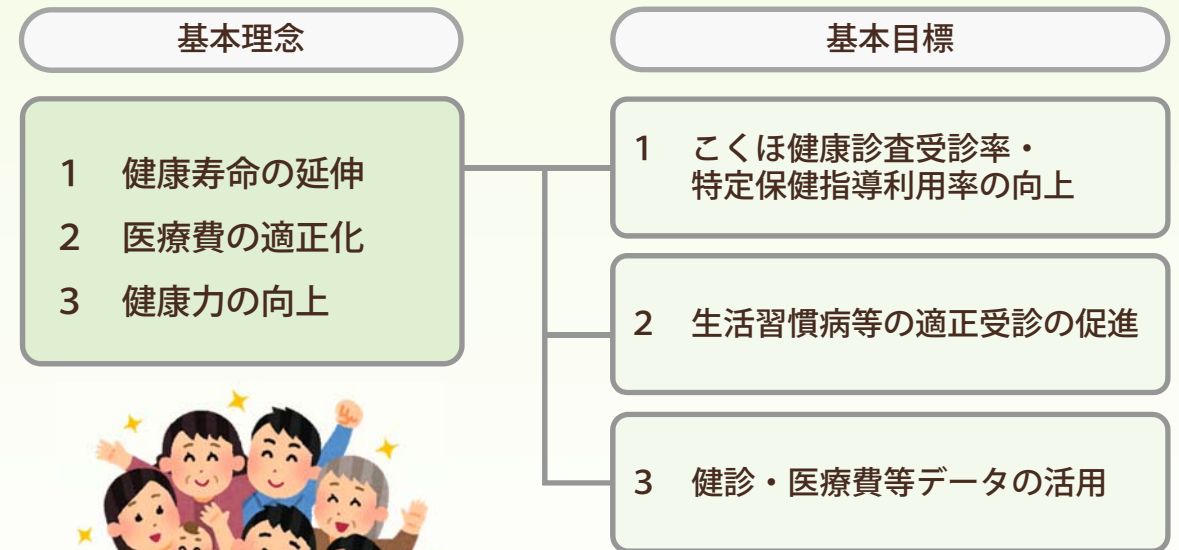 基本理念
1 健康寿命の延伸
2 医療費の適正化
3 健康力の向上
基本目標
1 こくほ健康診査受診率・
特定保健指導利用率の向上
2 生活習慣病等の適正受診の促進
3 健診・医療費等データの活用